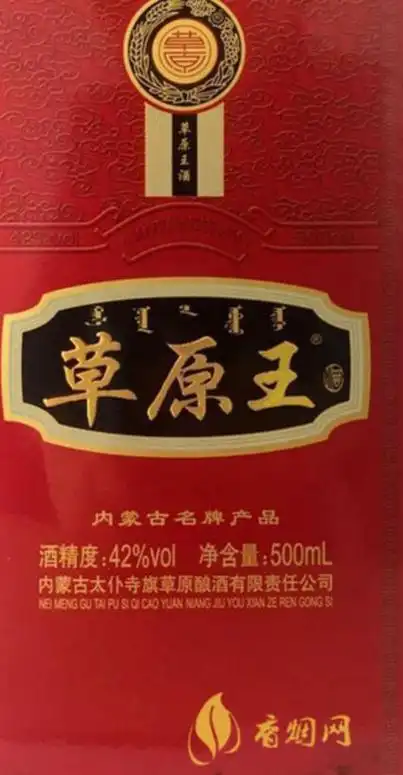 草原王酒
42%vol
草原王®
酒
内蒙古名牌产品
酒精度:42%vol 净含量:500mL
内蒙古太仆寺旗草原酿酒有限责任公司
NEI MENG GU TAI PU SI QI CAO YUAN NIANG JIU YOU XIAN ZE REN GONG SI
香烟网